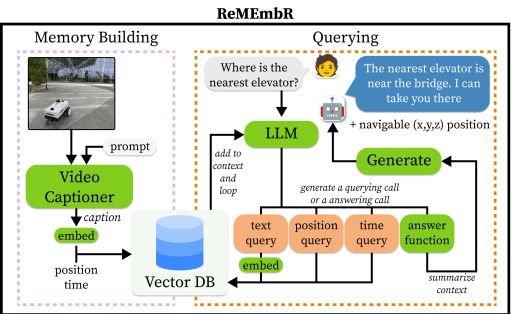 ReMEmbR
Memory Building
prompt
Video
Captioner
caption
embed
position
time
Vector DB
Querying
Where is the
nearest elevator?
The nearest elevator is
near the bridge. I can
take you there
+ navigable (x,y,z) position
LLM
Generate
add to
context
and
loop
generate a querying call
or a answering call
text
query
position
query
time
query
answer
function
embed
summarize
context